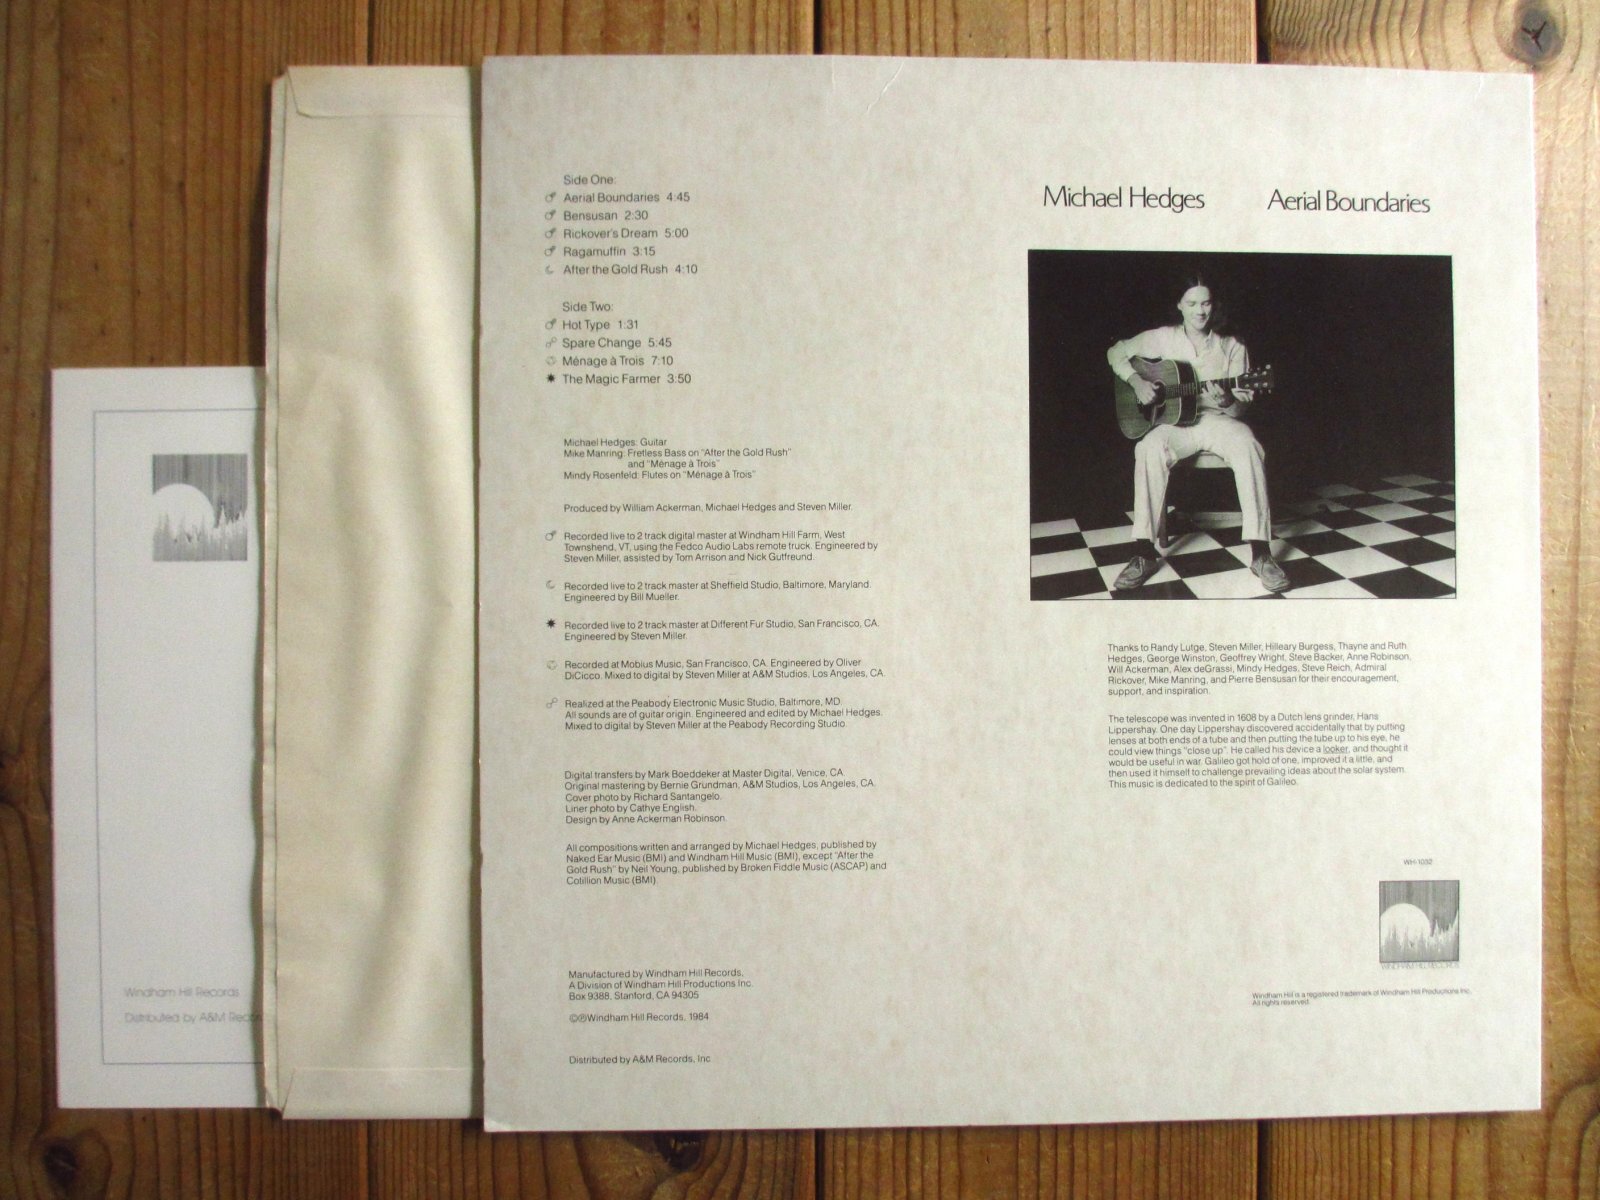 Side One:
Aerial Boundaries 4:45
Bensusan 2:30
Rickover's Dream 5:00
Ragamuffin 3:15
After the Gold Rush 4:10
Side Two:
Hot Type 1:31
Spare Change 5:45
Ménage à Trois 7:10
The Magic Farmer 3:50
Michael Hedges: Guitar
Mike Manring: Fretless Bass on "After the Gold Rush"
and "Ménage à Trois"
Mindy Rosenfeld: Flutes on "Ménage à Trois"
Produced by William Ackerman, Michael Hedges and Steven Miller.
Recorded live to 2 track digital master at Windham Hill Farm, West
Townshend, VT, using the Fedco Audio Labs remote truck. Engineered by
Steven Miller, assisted by Tom Arrison and Nick Gutfreund.
Recorded live to 2 track master at Sheffield Studio, Baltimore, Maryland.
Engineered by Bill Mueller.
Recorded live to 2 track master at Different Fur Studio, San Francisco, CA.
Engineered by Steven Miller.
Recorded at Mobius Music, San Francisco, CA. Engineered by Oliver
DiCicco. Mixed to digital by Steven Miller at A&M Studios, Los Angeles, CA.
Realized at the Peabody Electronic Music Studio, Baltimore, MD.
All sounds are of guitar origin. Engineered and edited by Michael Hedges.
Mixed to digital by Steven Miller at the Peabody Recording Studio.
Digital transfers by Mark Boeddeker at Master Digital, Venice, CA.
Original mastering by Bernie Grundman, A&M Studios, Los Angeles, CA.
Cover photo by Richard Santangelo.
Liner photo by Cathye English.
Design by Anne Ackerman Robinson.
All compositions written and arranged by Michael Hedges, published by
Naked Ear Music (BMI) and Windham Hill Music (BMI), except "After the
Gold Rush" by Neil Young, published by Broken Fiddle Music (ASCAP) and
Cotillion Music (BMI).
Manufactured by Windham Hill Records,
A Division of Windham Hill Productions Inc.
Box 9388, Stanford, CA 94305
©℗Windham Hill Records, 1984
Distributed by A&M Records, Inc.
Michael Hedges Aerial Boundaries
Thanks to Randy Lutge, Steven Miller, Hilleary Burgess, Thayne and Ruth
Hedges, George Winston, Geoffrey Wright, Steve Backer, Anne Robinson,
Will Ackerman, Alex deGrassi, Mindy Hedges, Steve Reich, Admiral
Rickover, Mike Manring, and Pierre Bensusan for their encouragement,
support, and inspiration.
The telescope was invented in 1608 by a Dutch lens grinder, Hans
Lippershay. One day Lippershay discovered accidentally that by putting
lenses at both ends of a tube and then putting the tube up to his eye, he
could view things "close up". He called his device a looker, and thought it
would be useful in war. Galileo got hold of one, improved it a little, and
then used it himself to challenge prevailing ideas about the solar system.
This music is dedicated to the spirit of Galileo.
WH-1032
WINDHAM HILL RECORDS
Windham Hill is a registered trademark of Windham Hill Productions Inc.
All rights reserved.
Windham Hill Records
Distributed by A&M Recor